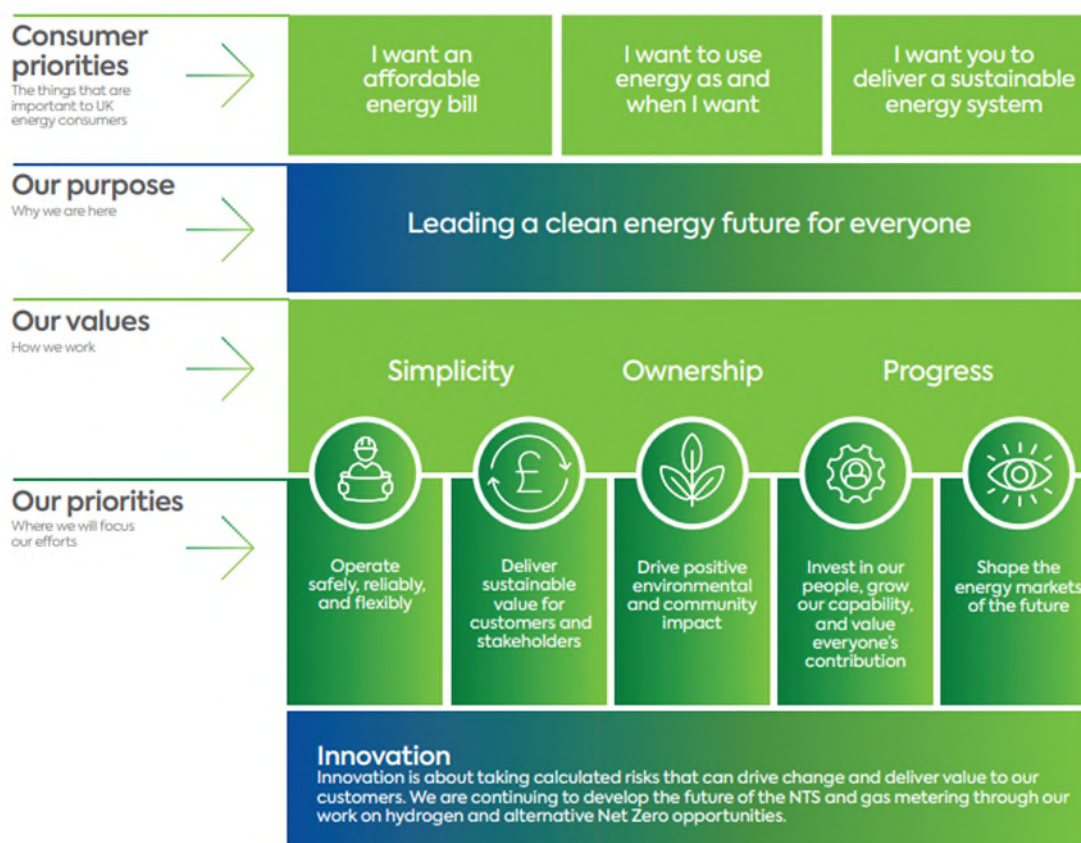 Consumer
priorities
The things that are
important to UK
energy consumers
I want an
affordable
energy bill
I want to use
energy as and
when I want
I want you to
deliver a sustainable
energy system
Our purpose
Why we are here
Leading a clean energy future for everyone
Our values
How we work
Simplicity
Ownership
Progress
Our priorities
Where we will focus
our efforts
£
Operate
safely, reliably,
and flexibly
Deliver
sustainable
value for
customers and
stakeholders
Drive positive
environmental
and community
impact
Invest in our
people, grow
our capability,
and value
everyone's
contribution
Shape the
energy markets
of the future
Innovation
Innovation is about taking calculated risks that can drive change and deliver value to our
customers. We are continuing to develop the future of the NTS and gas metering through our
work on hydrogen and alternative Net Zero opportunities.